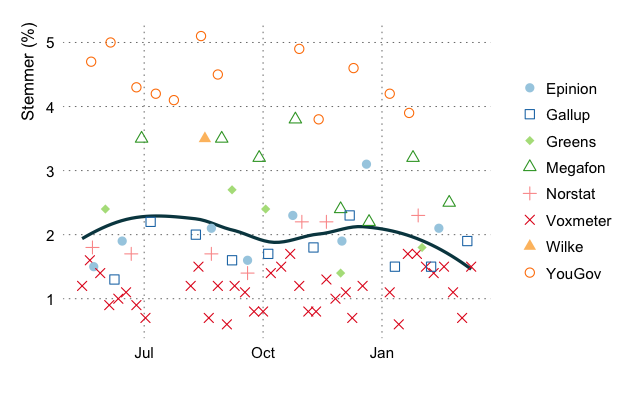 Stemmer (%)
5
4
3
2
1
Jul
Oct
Jan
Epinion
Gallup
Greens
Megafon
Norstat
Voxmeter
Wilke
YouGov